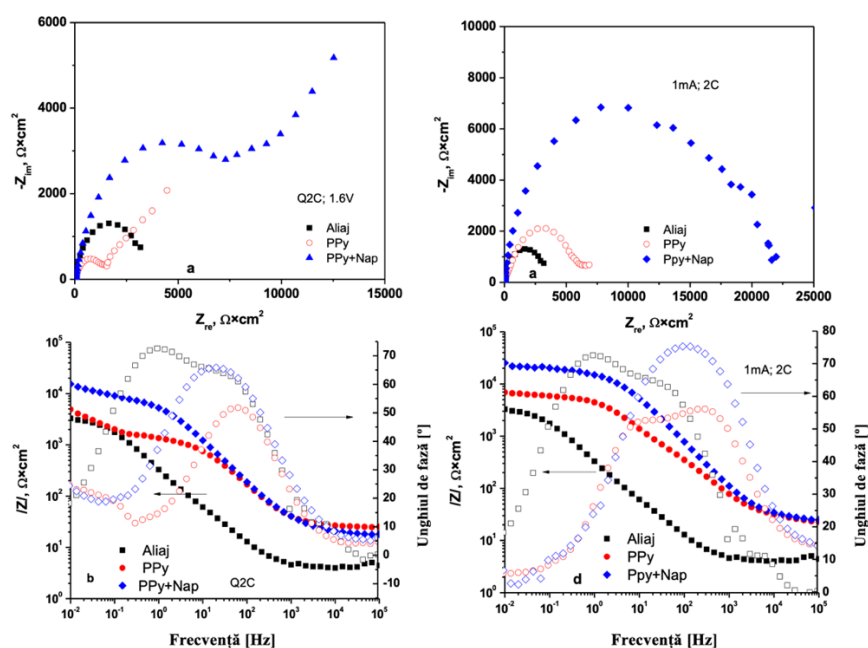 6000
4000
2000
0
-Z_im, Ω×cm²
Q2C; 1.6V
Aliaj
PPy
PPy+Nap
a
0 5000 10000 15000
Z_re, Ω×cm²
10000
8000
6000
4000
2000
0
-Z_im, Ω×cm²
1mA; 2C
Aliaj
PPy
Ppy+Nap
a
0 5000 10000 15000 20000 25000
Z_re, Ω×cm²
10⁵
10⁴
10³
10²
10¹
10⁰
/Z/, Ω×cm²
70
60
50
40
30
20
10
0
-10
Unghiul de fază [°]
Aliaj
PPy
PPy+Nap
b
Q2C
10⁻² 10⁻¹ 10⁰ 10¹ 10² 10³ 10⁴ 10⁵
Frecvență [Hz]
10⁵
10⁴
10³
10²
10¹
10⁰
/Z/, Ω×cm²
80
70
60
50
40
30
20
10
0
Unghiul de fază [°]
1mA; 2C
Aliaj
PPy
Ppy+Nap
d
10⁻² 10⁻¹ 10⁰ 10¹ 10² 10³ 10⁴ 10⁵
Frecvență [Hz]